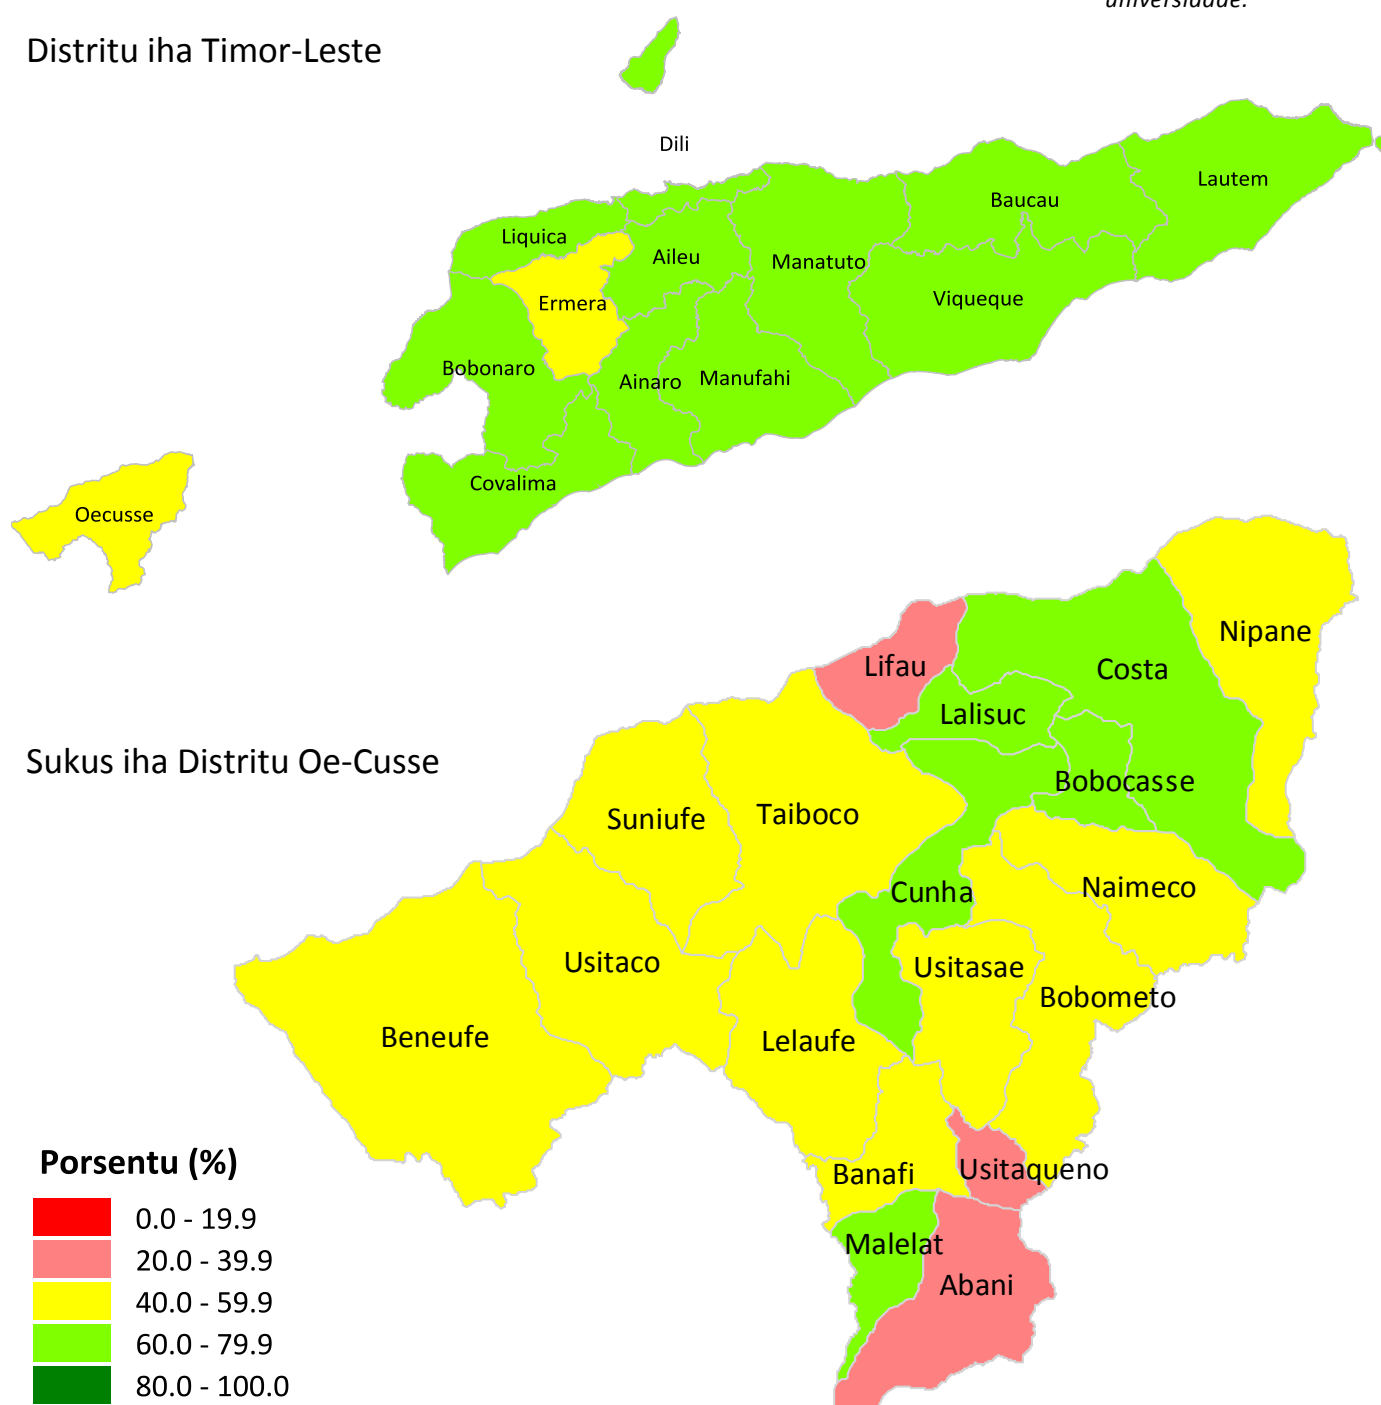 universidade.
Distritu iha Timor-Leste
Dili
Lautem
Baucau
Liquica
Aileu
Manatuto
Viqueque
Ermera
Bobonaro
Ainaro
Manufahi
Covalima
Oecusse
Nipane
Lifau
Costa
Lalisuc
Sukus iha Distritu Oe-Cusse
Bobocasse
Suniufe
Taiboco
Cunha
Naimeco
Usitaco
Usitasae
Bobometo
Beneufe
Lelaufe
Banafi
Usitaqueno
Malelat
Abani
Porsentu (%)
0.0 - 19.9
20.0 - 39.9
40.0 - 59.9
60.0 - 79.9
80.0 - 100.0